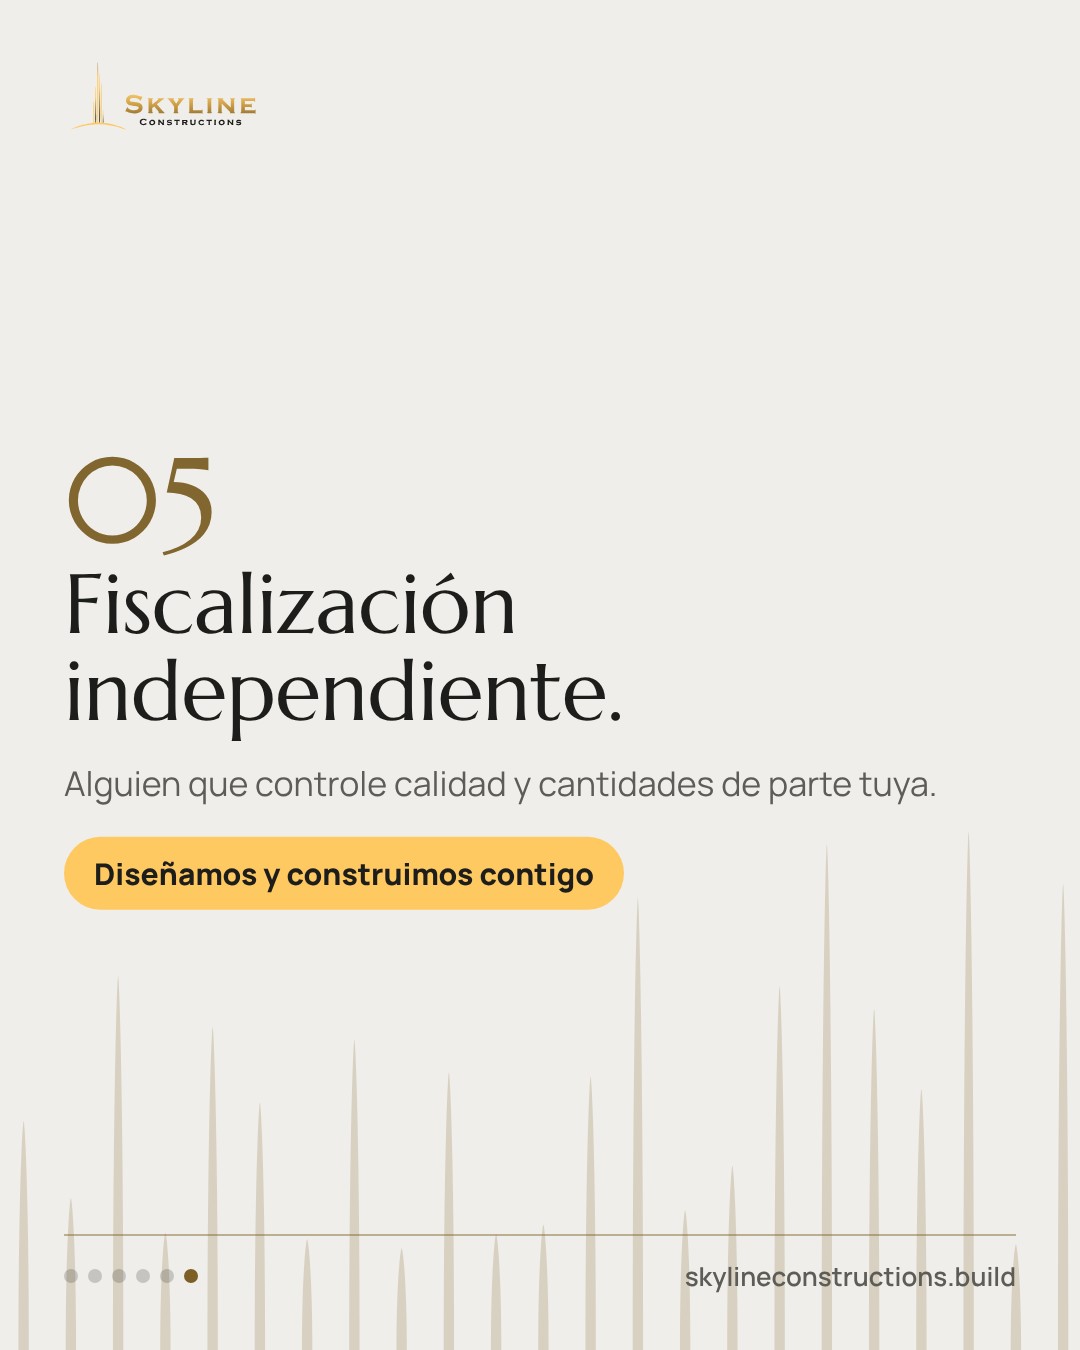 SKYLINE
CONSTRUCTIONS
05
Fiscalización
independiente.
Alguien que controle calidad y cantidades de parte tuya.
Diseñamos y construimos contigo
skylineconstructions.build